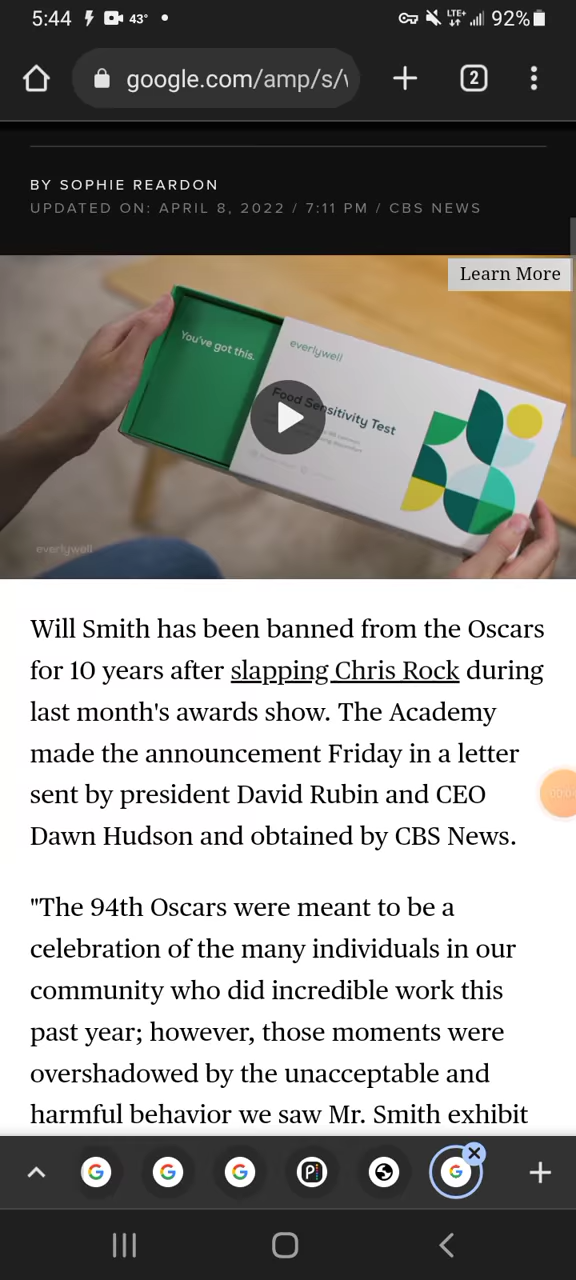 5:44 43° LTE+ 92%
google.com/amp/s/ 2
BY SOPHIE REARDON
UPDATED ON: APRIL 8, 2022 / 7:11 PM / CBS NEWS
Learn More
You've got this.
everlywell
Food Sensitivity Test
everlywell
Will Smith has been banned from the Oscars
for 10 years after slapping Chris Rock during
last month's awards show. The Academy
made the announcement Friday in a letter
sent by president David Rubin and CEO
Dawn Hudson and obtained by CBS News.
"The 94th Oscars were meant to be a
celebration of the many individuals in our
community who did incredible work this
past year; however, those moments were
overshadowed by the unacceptable and
harmful behavior we saw Mr. Smith exhibit